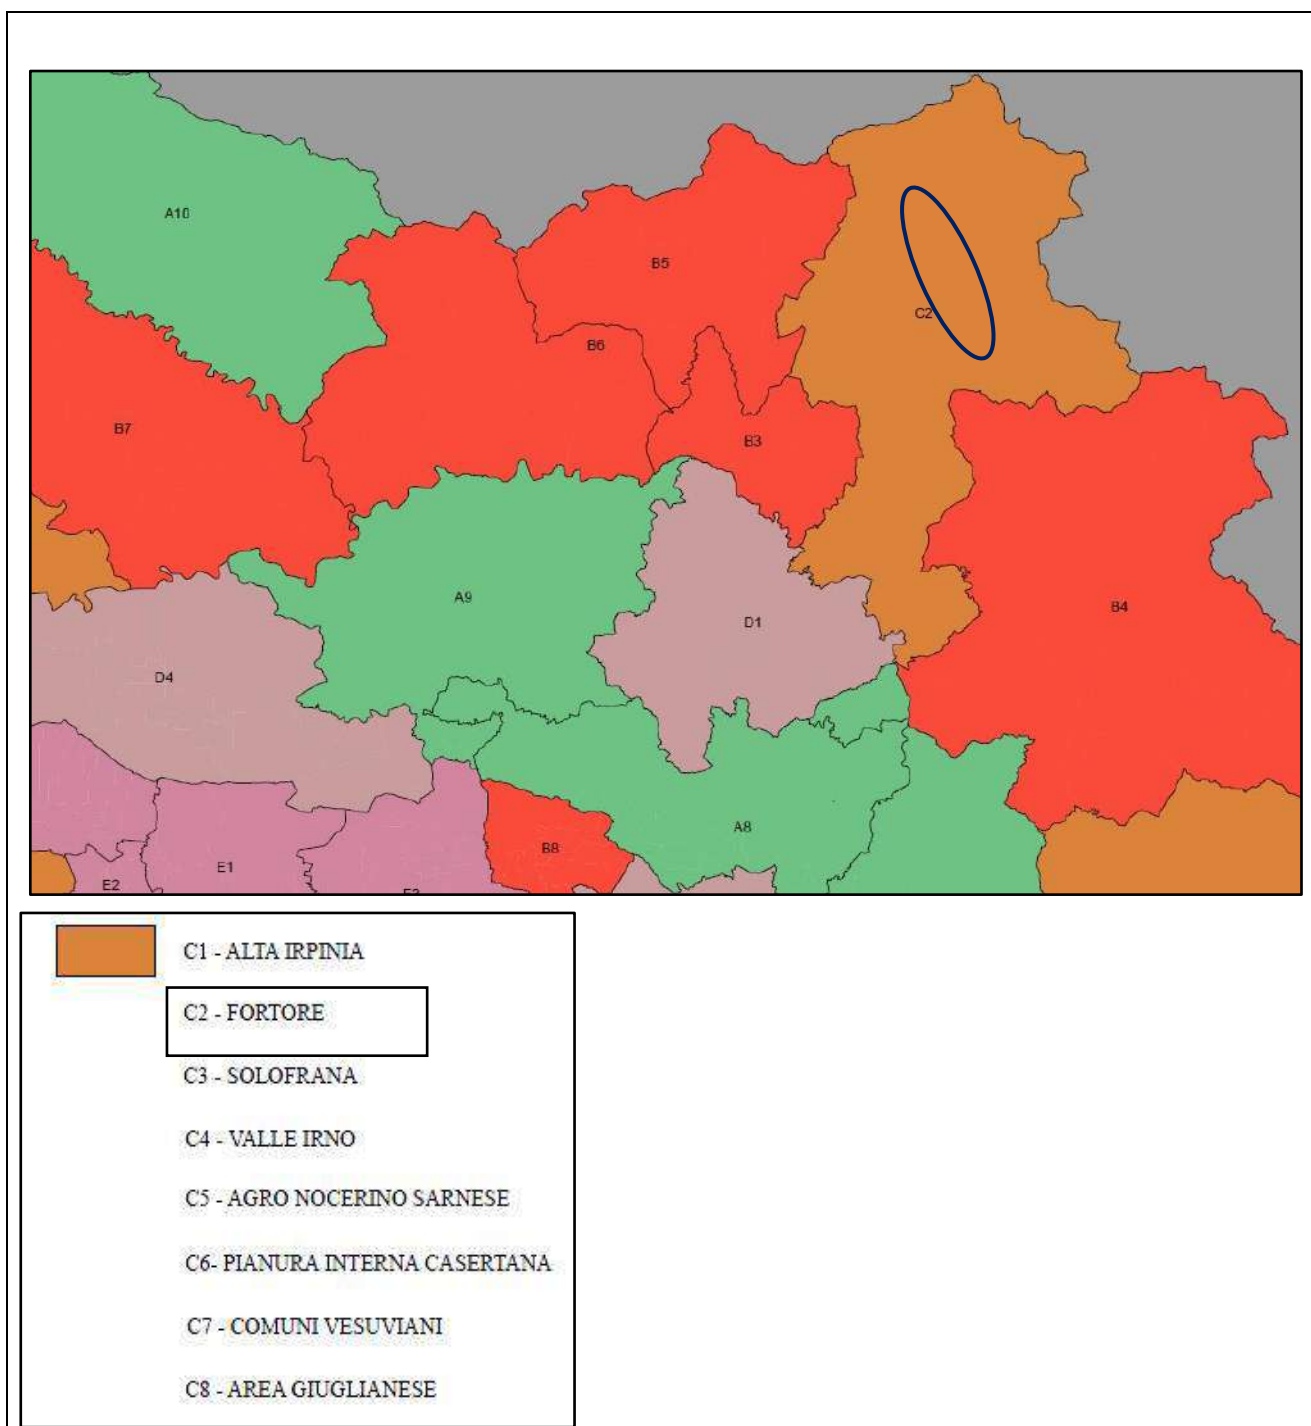 A10
B5
C2
B6
B7
B3
A9
B4
D1
D4
A8
B8
E1
E2
C1 - ALTA IRPINIA
C2 - FORTORE
C3 - SOLOFRANA
C4 - VALLE IRNO
C5 - AGRO NOCERINO SARNESE
C6- PIANURA INTERNA CASERTANA
C7 - COMUNI VESUVIANI
C8 - AREA GIUGLIANESE